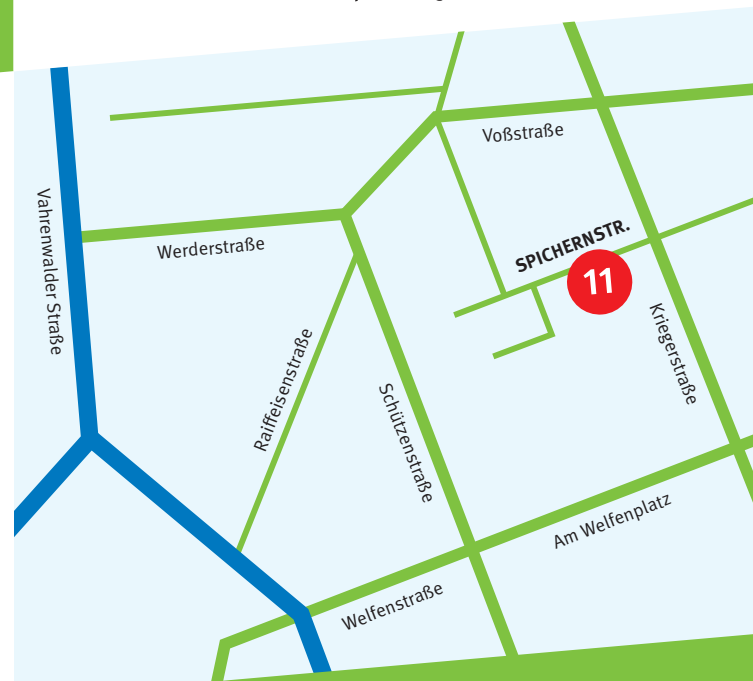 Voßstraße
Vahrenwalder Straße
Werderstraße
SPICHERNSTR.
11
Kriegerstraße
Raiffeisenstraße
Schützenstraße
Am Welfenplatz
Welfenstraße